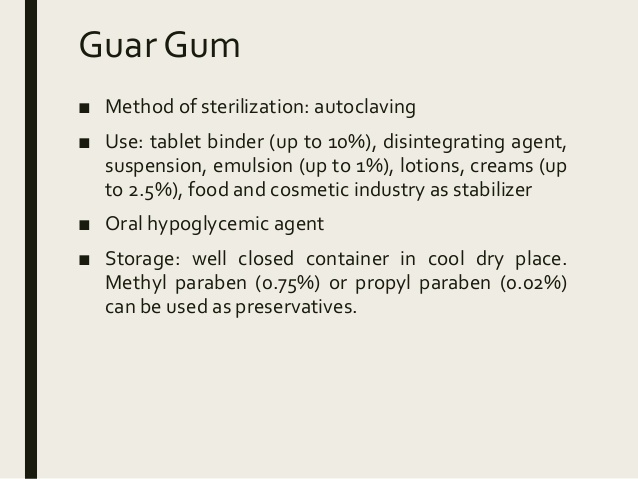 Guar Gum
■ Method of sterilization: autoclaving
■ Use: tablet binder (up to 10%), disintegrating agent,
suspension, emulsion (up to 1%), lotions, creams (up
to 2.5%), food and cosmetic industry as stabilizer
■ Oral hypoglycemic agent
■ Storage: well closed container in cool dry place.
Methyl paraben (0.75%) or propyl paraben (0.02%)
can be used as preservatives.